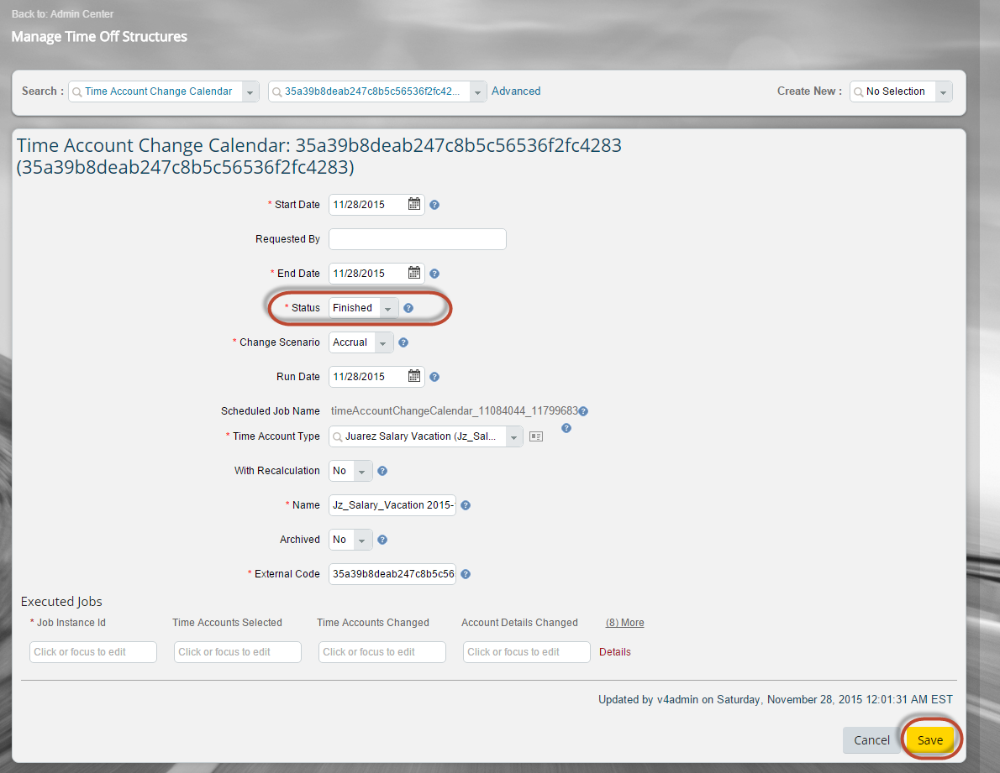 Back to: Admin Center
Manage Time Off Structures
Search : Time Account Change Calendar 35a39b8deab247c8b5c56536f2fc42... Advanced Create New : No Selection
Time Account Change Calendar: 35a39b8deab247c8b5c56536f2fc4283
(35a39b8deab247c8b5c56536f2fc4283)
* Start Date 11/28/2015
Requested By
* End Date 11/28/2015
* Status Finished
* Change Scenario Accrual
Run Date 11/28/2015
Scheduled Job Name timeAccountChangeCalendar_11084044_11799683
* Time Account Type Juarez Salary Vacation (Jz_Sal...
With Recalculation No
* Name Jz_Salary_Vacation 2015-
Archived No
* External Code 35a39b8deab247c8b5c56
Executed Jobs
* Job Instance Id Time Accounts Selected Time Accounts Changed Account Details Changed (8) More
Click or focus to edit Click or focus to edit Click or focus to edit Click or focus to edit Details
Updated by v4admin on Saturday, November 28, 2015 12:01:31 AM EST
Cancel Save